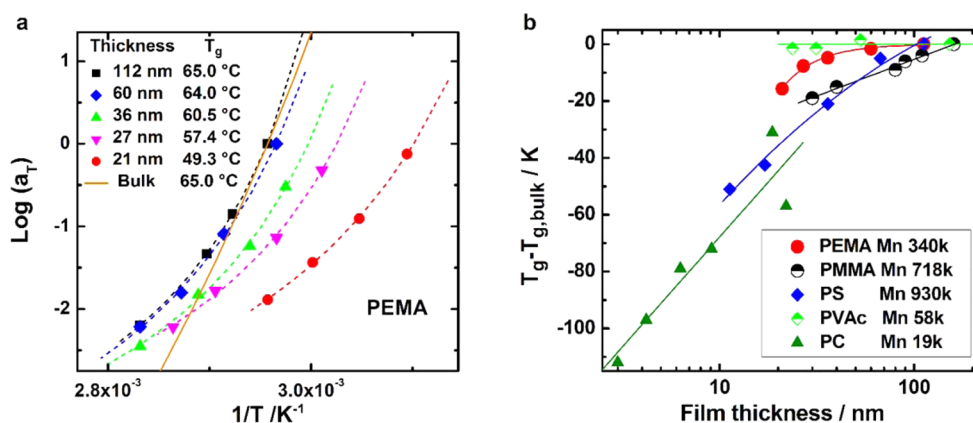 a
Thickness T_g
112 nm 65.0 °C
60 nm 64.0 °C
36 nm 60.5 °C
27 nm 57.4 °C
21 nm 49.3 °C
Bulk 65.0 °C
PEMA
1
0
-1
-2
Log (a_T)
2.8x10⁻³
3.0x10⁻³
1/T /K⁻¹
b
0
-20
-40
-60
-80
-100
T_g-T_g,bulk / K
PEMA Mn 340k
PMMA Mn 718k
PS Mn 930k
PVAc Mn 58k
PC Mn 19k
10
100
Film thickness / nm